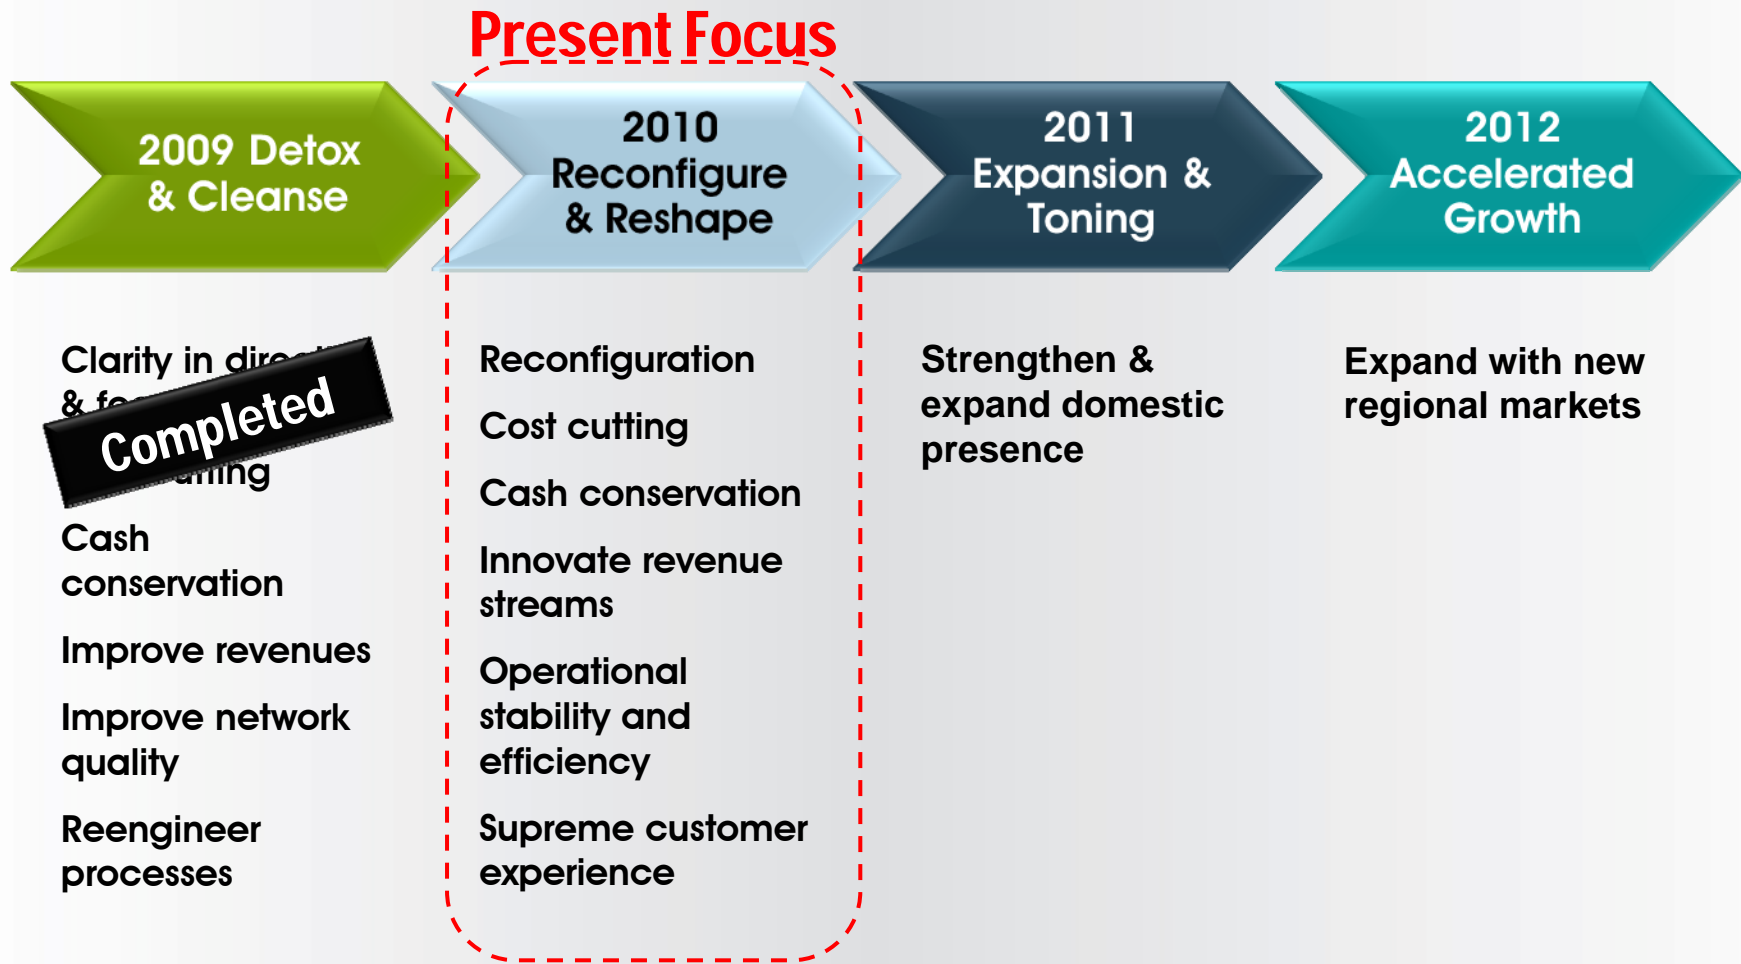 Present Focus
2009 Detox
& Cleanse
2010
Reconfigure
& Reshape
2011
Expansion &
Toning
2012
Accelerated
Growth
Clarity in
&
Completed
Cash
conservation
Improve revenues
Improve network
quality
Reengineer
processes
Reconfiguration
Cost cutting
Cash conservation
Innovate revenue
streams
Operational
stability and
efficiency
Supreme customer
experience
Strengthen &
expand domestic
presence
Expand with new
regional markets